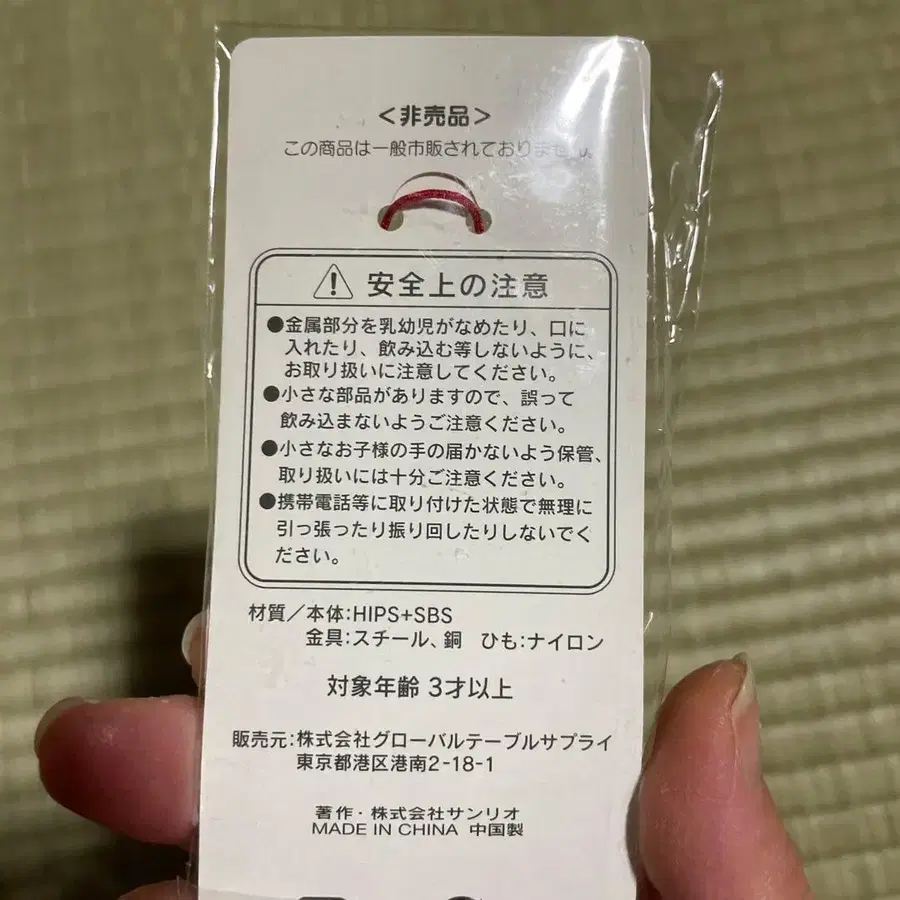 <非売品>
この商品は一般市販されておりません。
安全上の注意
●金属部分を乳幼児がなめたり、口に
入れたり、飲み込む等しないように、
お取り扱いに注意してください。
●小さな部品がありますので、誤って
飲み込まないようご注意ください。
●小さなお子様の手の届かないよう保管、
取り扱いには十分ご注意ください。
●携帯電話等に取り付けた状態で無理に
引っ張ったり振り回したりしないでく
ださい。
材質/本体:HIPS+SBS
金具:スチール、銅 ひも:ナイロン
対象年齢 3才以上
販売元:株式会社グローバルテーブルサプライ
東京都港区港南2-18-1
著作・株式会社サンリオ
MADE IN CHINA 中国製